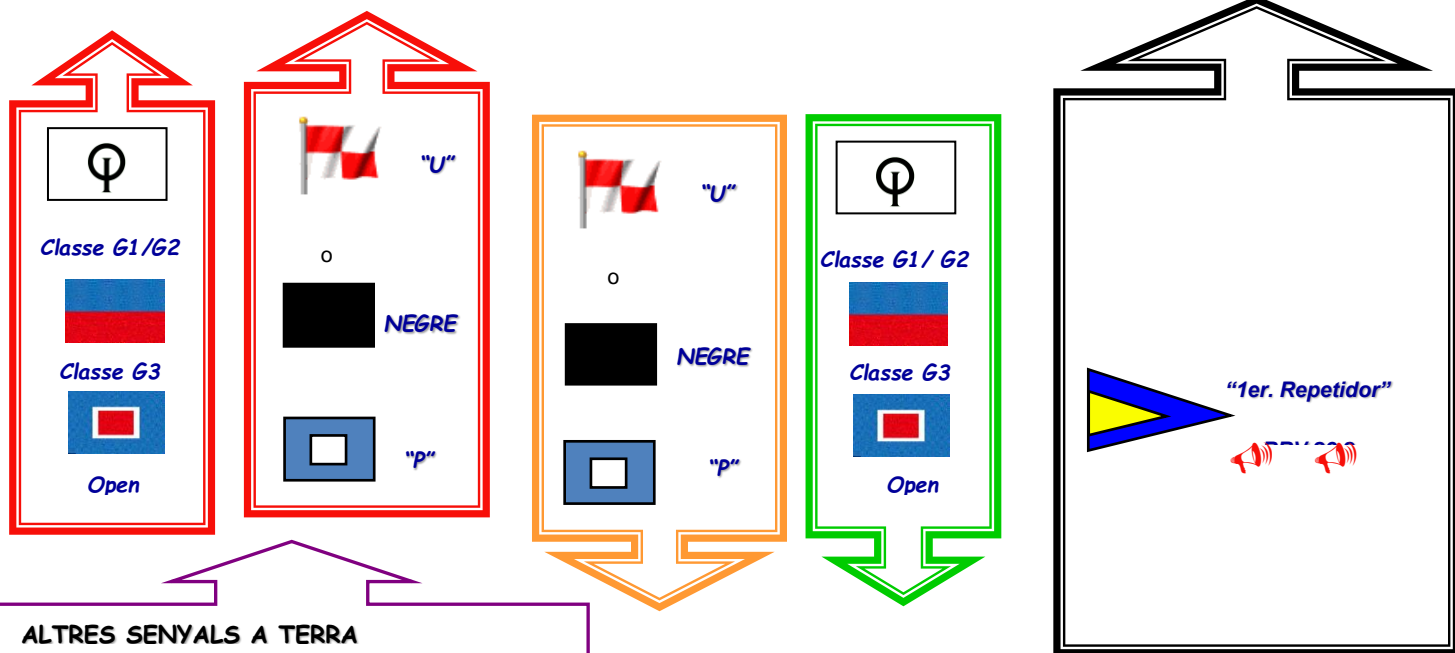 Classe G1/G2
Classe G3
Open
“U”
o
NEGRE
“P”
“U”
o
NEGRE
“P”
Classe G1/ G2
Classe G3
Open
“1er. Repetidor”
ALTRES SENYALS A TERRA